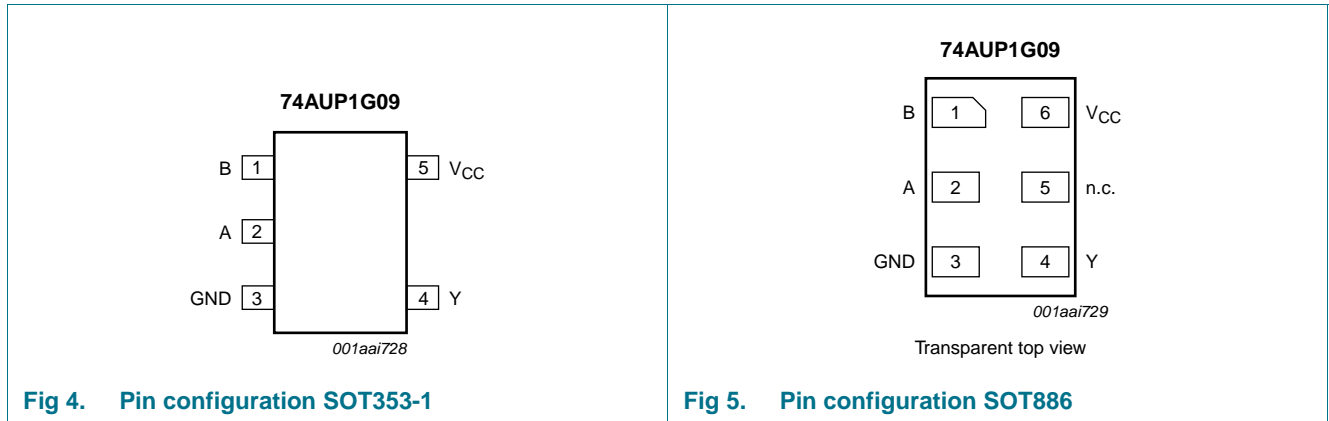 74AUP1G09
B 1 5 VCC
A 2
GND 3 4 Y
001aai728
Fig 4. Pin configuration SOT353-1
74AUP1G09
B 1 6 VCC
A 2 5 n.c.
GND 3 4 Y
001aai729
Transparent top view
Fig 5. Pin configuration SOT886